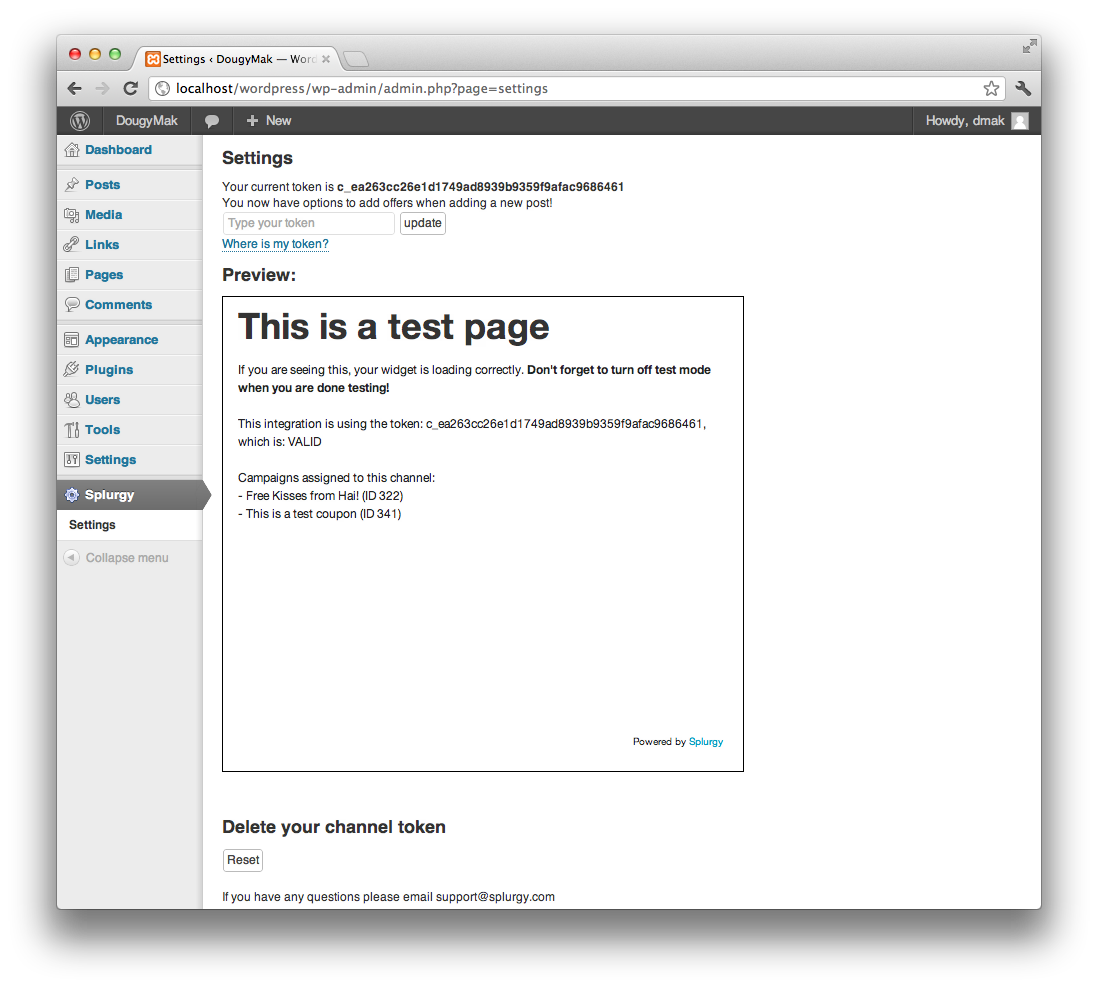 Settings ‹ DougyMak — Word
localhost/wordpress/wp-admin/admin.php?page=settings
DougyMak
New
Howdy, dmak
Dashboard
Posts
Media
Links
Pages
Comments
Appearance
Plugins
Users
Tools
Settings
Splurgy
Settings
Collapse menu
Settings
Your current token is c_ea263cc26e1d1749ad8939b9359f9afac9686461
You now have options to add offers when adding a new post!
Type your token update
Where is my token?
Preview:
This is a test page
If you are seeing this, your widget is loading correctly. Don't forget to turn off test mode
when you are done testing!
This integration is using the token: c_ea263cc26e1d1749ad8939b9359f9afac9686461,
which is: VALID
Campaigns assigned to this channel:
- Free Kisses from Hai! (ID 322)
- This is a test coupon (ID 341)
Powered by Splurgy
Delete your channel token
Reset
If you have any questions please email support@splurgy.com